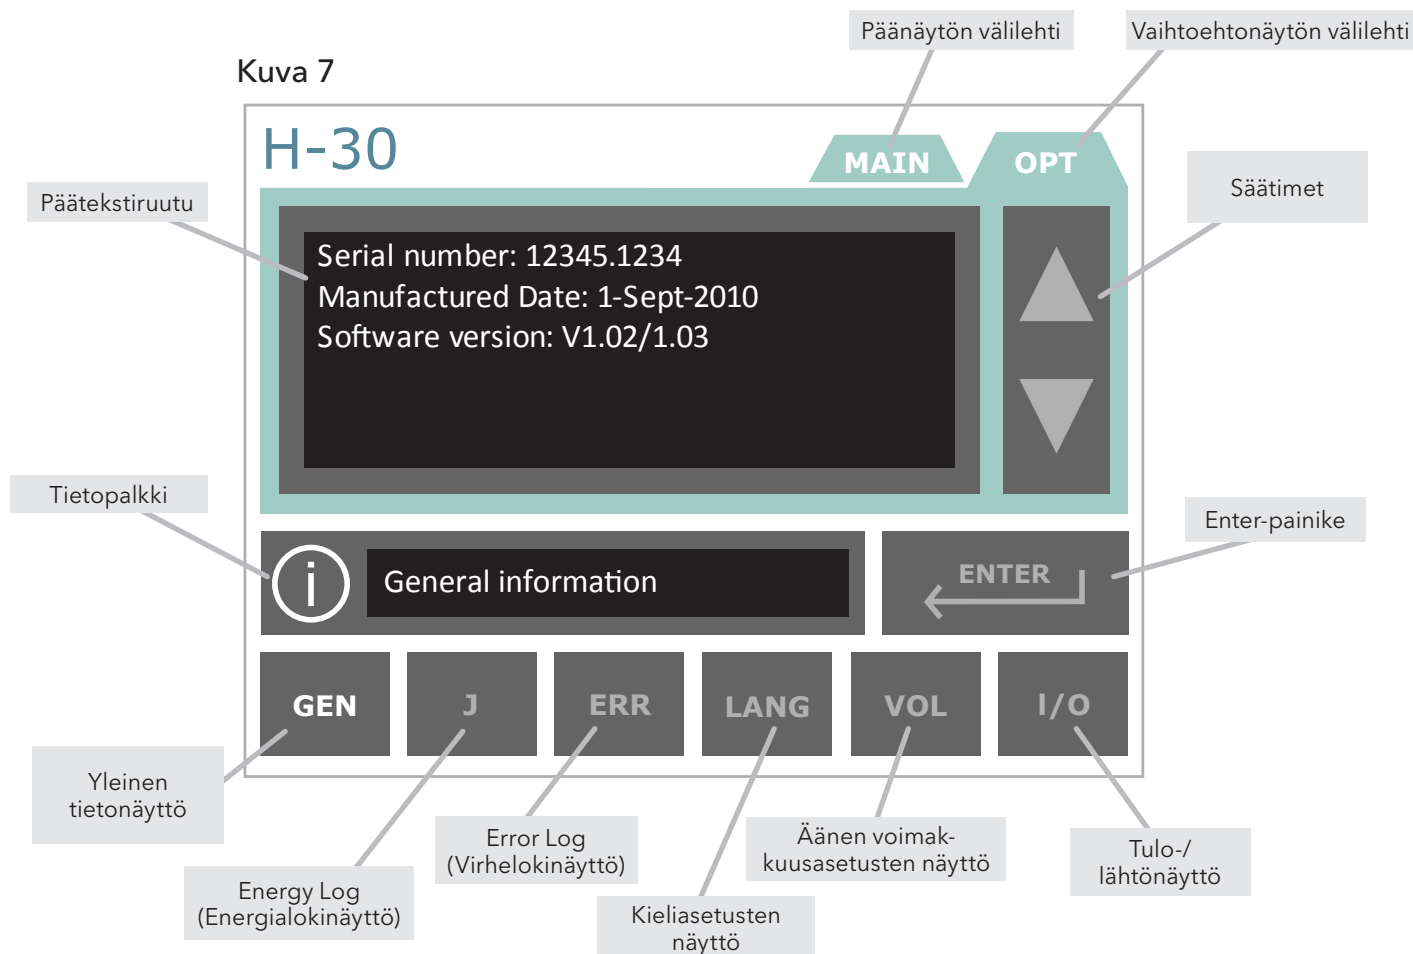 Päänäytön välilehti
Vaihtoehtonäytön välilehti
Kuva 7
H-30
MAIN
OPT
Säätimet
Päätekstiruutu
Serial number: 12345.1234
Manufactured Date: 1-Sept-2010
Software version: V1.02/1.03
Tietopalkki
Enter-painike
i
General information
ENTER
GEN
J
ERR
LANG
VOL
I/O
Yleinen
tietonäyttö
Energy Log
(Energialokinäyttö)
Error Log
(Virhelokinäyttö)
Kieliasetusten
näyttö
Äänen voimak-
kuusasetusten näyttö
Tulo-/
lähtönäyttö